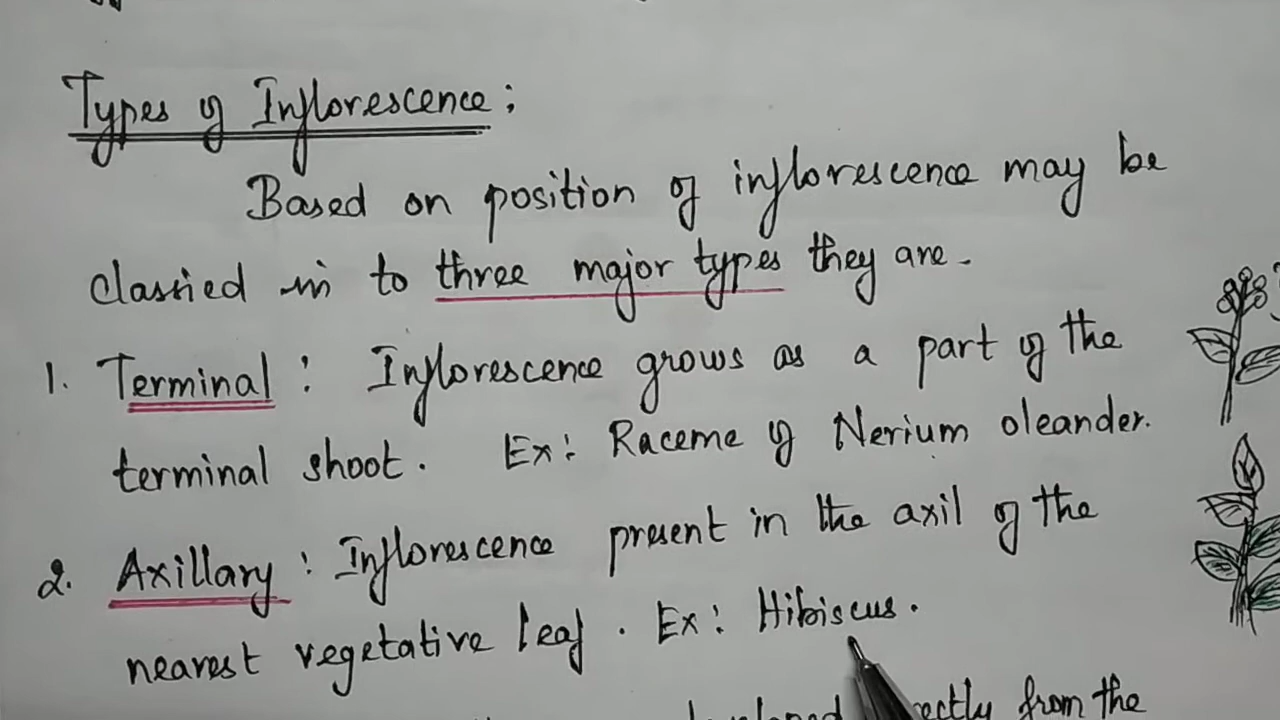 Types of Inflorescence:
Based on position of inflorescence may be
classied in to three major types they are-
1. Terminal : Inflorescence grows as a part of the
terminal shoot. Ex: Raceme of Nerium oleander.
2. Axillary : Inflorescence present in the axil of the
nearest vegetative leaf. Ex: Hibiscus.
from the